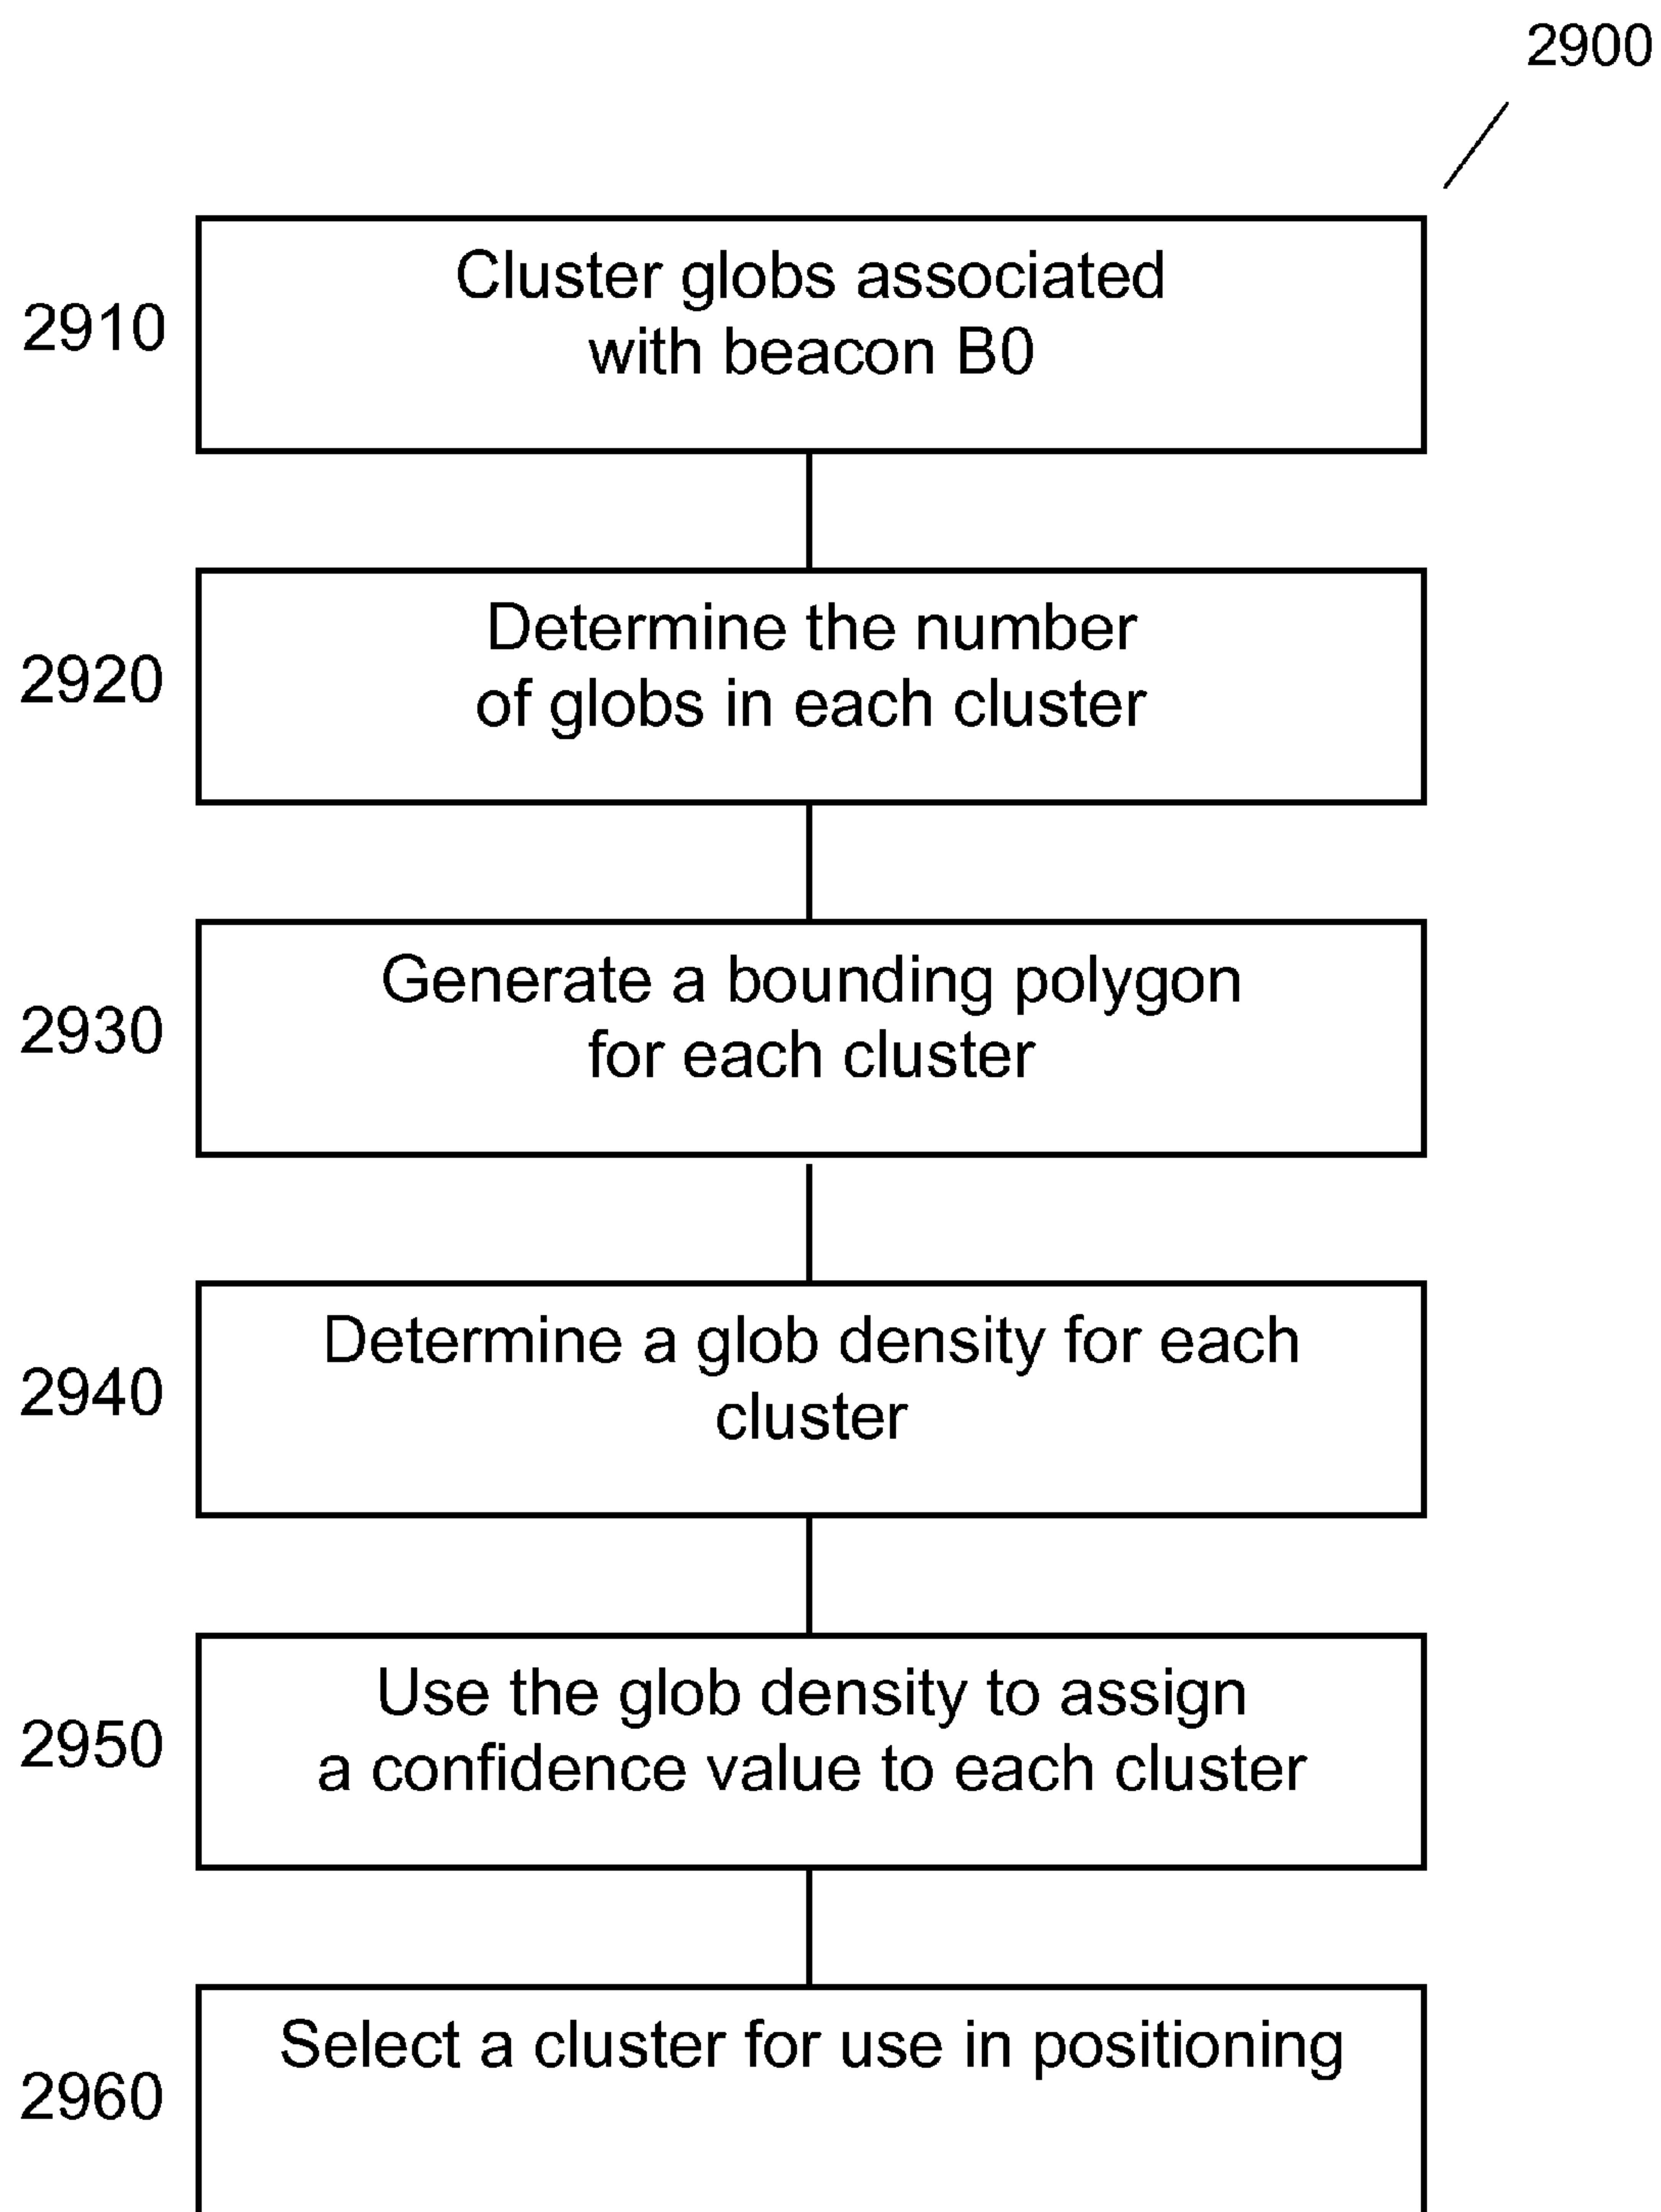 2900
Cluster globs associated
with beacon B0
2910
Determine the number
of globs in each cluster
2920
Generate a bounding polygon
for each cluster
2930
Determine a glob density for each
cluster
2940
Use the glob density to assign
a confidence value to each cluster
2950
Select a cluster for use in positioning
2960